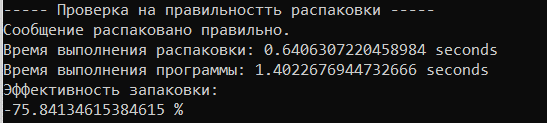 ----- Проверка на правильностть распаковки -----
Сообщение распаковано правильно.
Время выполнения распаковки: 0.6406307220458984 seconds
Время выполнения программы: 1.4022676944732666 seconds
Эффективность запаковки:
-75.84134615384615 %